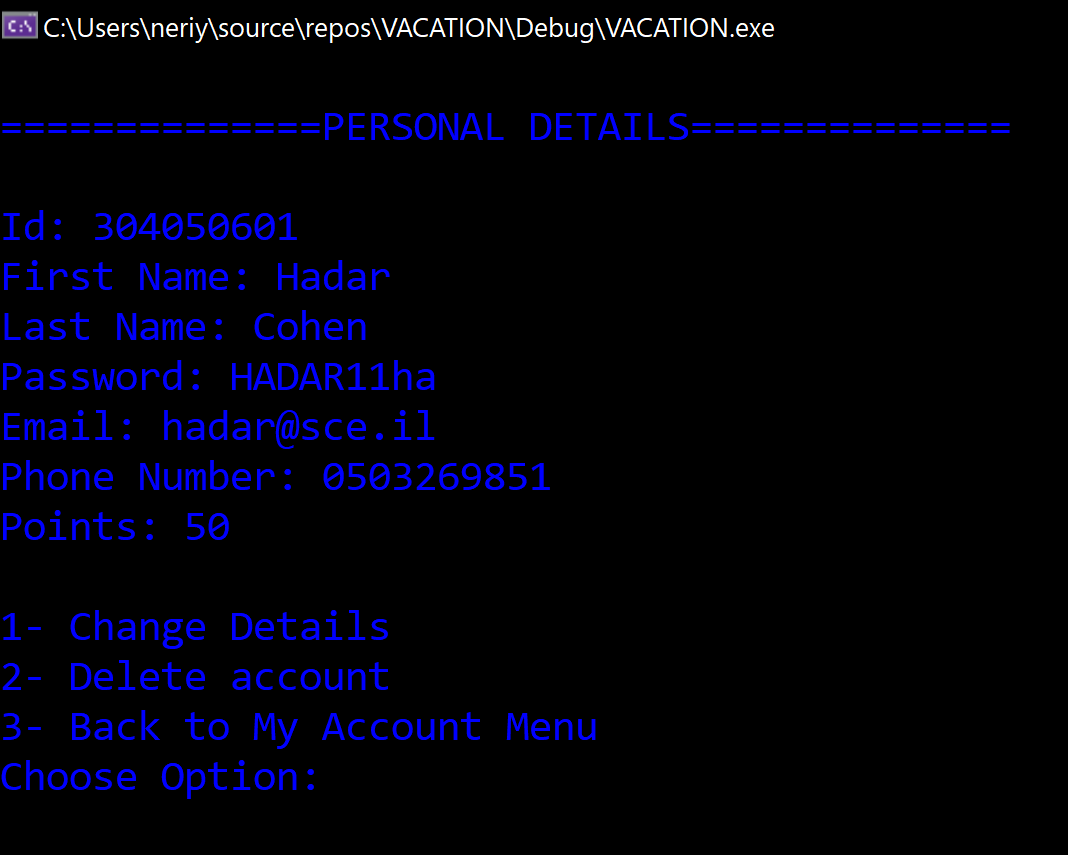 C:\Users\neriy\source\repos\VACATION\Debug\VACATION.exe
==============PERSONAL DETAILS==============
Id: 304050601
First Name: Hadar
Last Name: Cohen
Password: HADAR11ha
Email: hadar@sce.il
Phone Number: 0503269851
Points: 50
1- Change Details
2- Delete account
3- Back to My Account Menu
Choose Option: